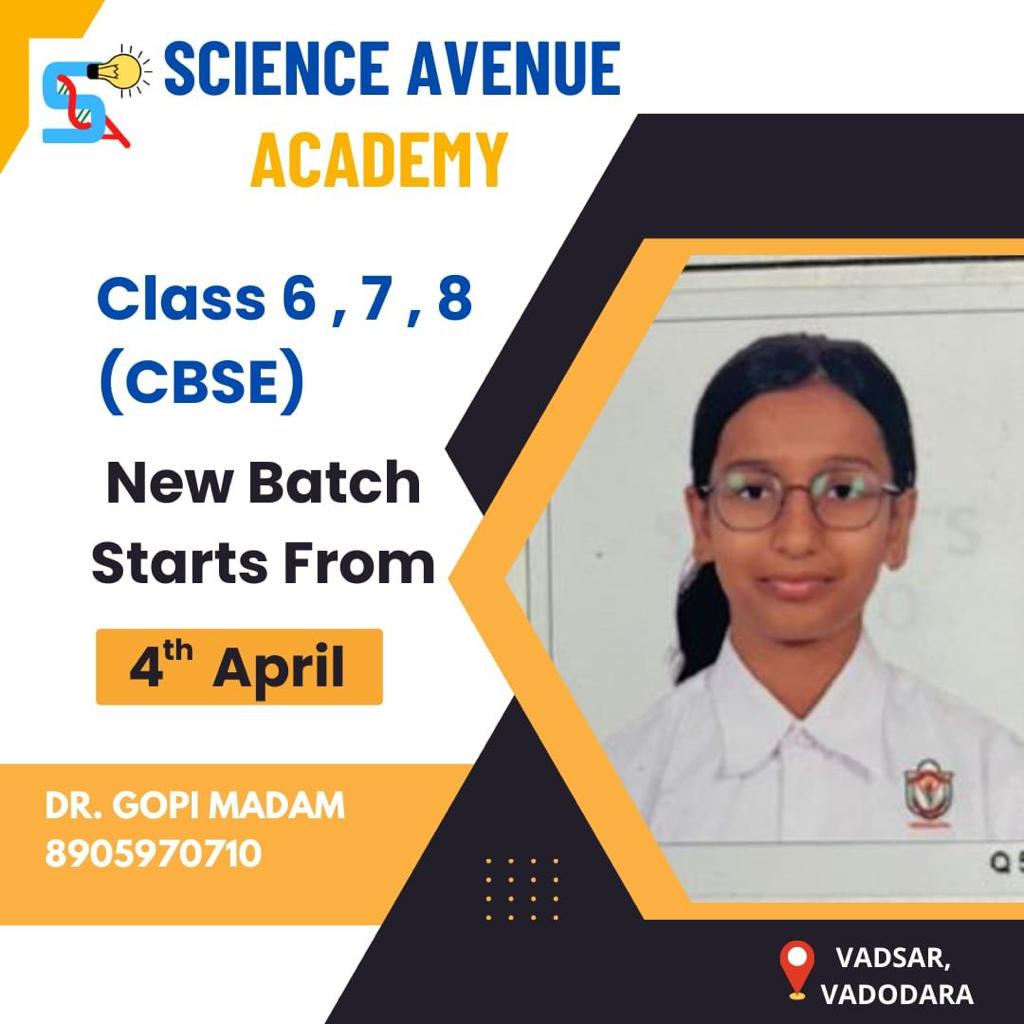 SCIENCE AVENUE
ACADEMY
Class 6 , 7 , 8
(CBSE)
New Batch
Starts From
4th April
DR. GOPI MADAM
8905970710
Q 5
VADSAR,
VADODARA